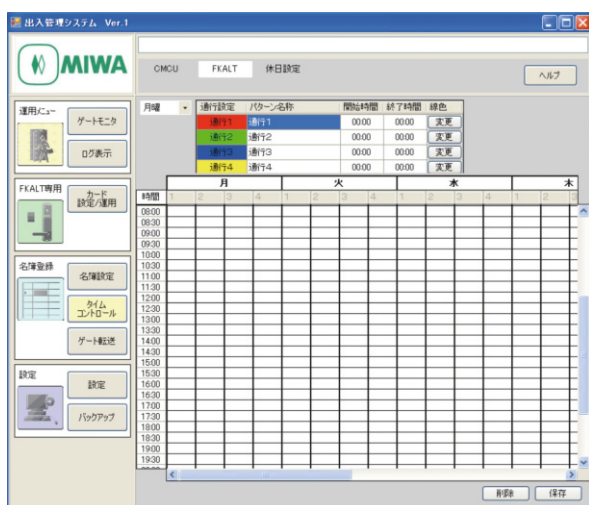 出入管理システム Ver.1
MIWA
CMCU FKALT 休日設定
ヘルプ
運用メニュー
ゲートモニタ
ログ表示
FKALT専用
カード
設定/運用
名簿登録
名簿設定
タイム
コントロール
ゲート転送
設定
設定
バックアップ
月曜 通行設定 パターン名称 開始時間 終了時間 線色
通行1 通行1 00:00 00:00 変更
通行2 通行2 00:00 00:00 変更
通行3 通行3 00:00 00:00 変更
通行4 通行4 00:00 00:00 変更
月 火 水 木
時間 1 2 3 4 1 2 3 4 1 2 3 4 1 2 3
08:00
08:30
09:00
09:30
10:00
10:30
11:00
11:30
12:00
12:30
13:00
13:30
14:00
14:30
15:00
15:30
16:00
16:30
17:00
17:30
18:00
18:30
19:00
19:30
削除 保存